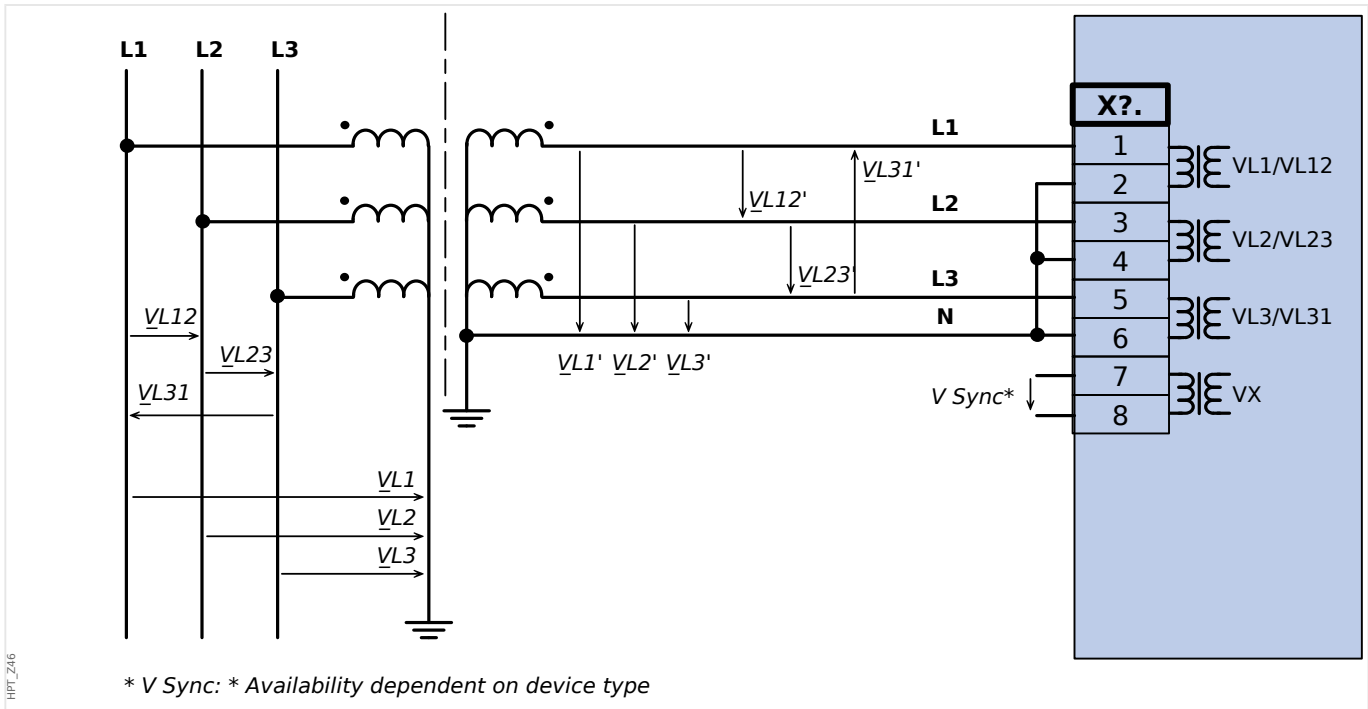 L1 L2 L3
X?.
L1
1
VL31'
VL1/VL12
2
VL12'
L2
3
VL2/VL23
4
VL23'
L3
5
VL12
N
VL3/VL31
6
VL23
VL1' VL2' VL3'
7
VL31
V Sync*
VX
8
VL1
VL2
VL3
HPT_Z46
* V Sync: * Availability dependent on device type